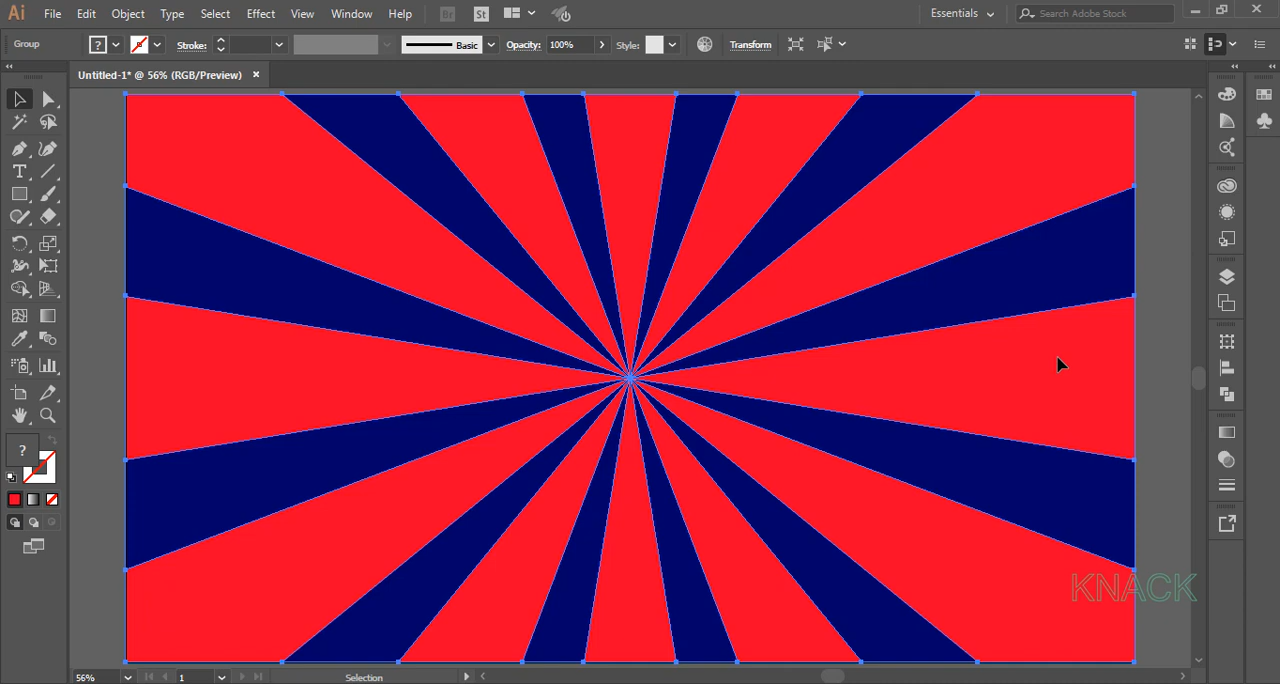 Ai File Edit Object Type Select Effect View Window Help Br St Essentials Search Adobe Stock
Group ? Stroke: Basic Opacity: 100% Style: Transform
Untitled-1* @ 56% (RGB/Preview) ×
T
?
KNACK
56% 1 Selection